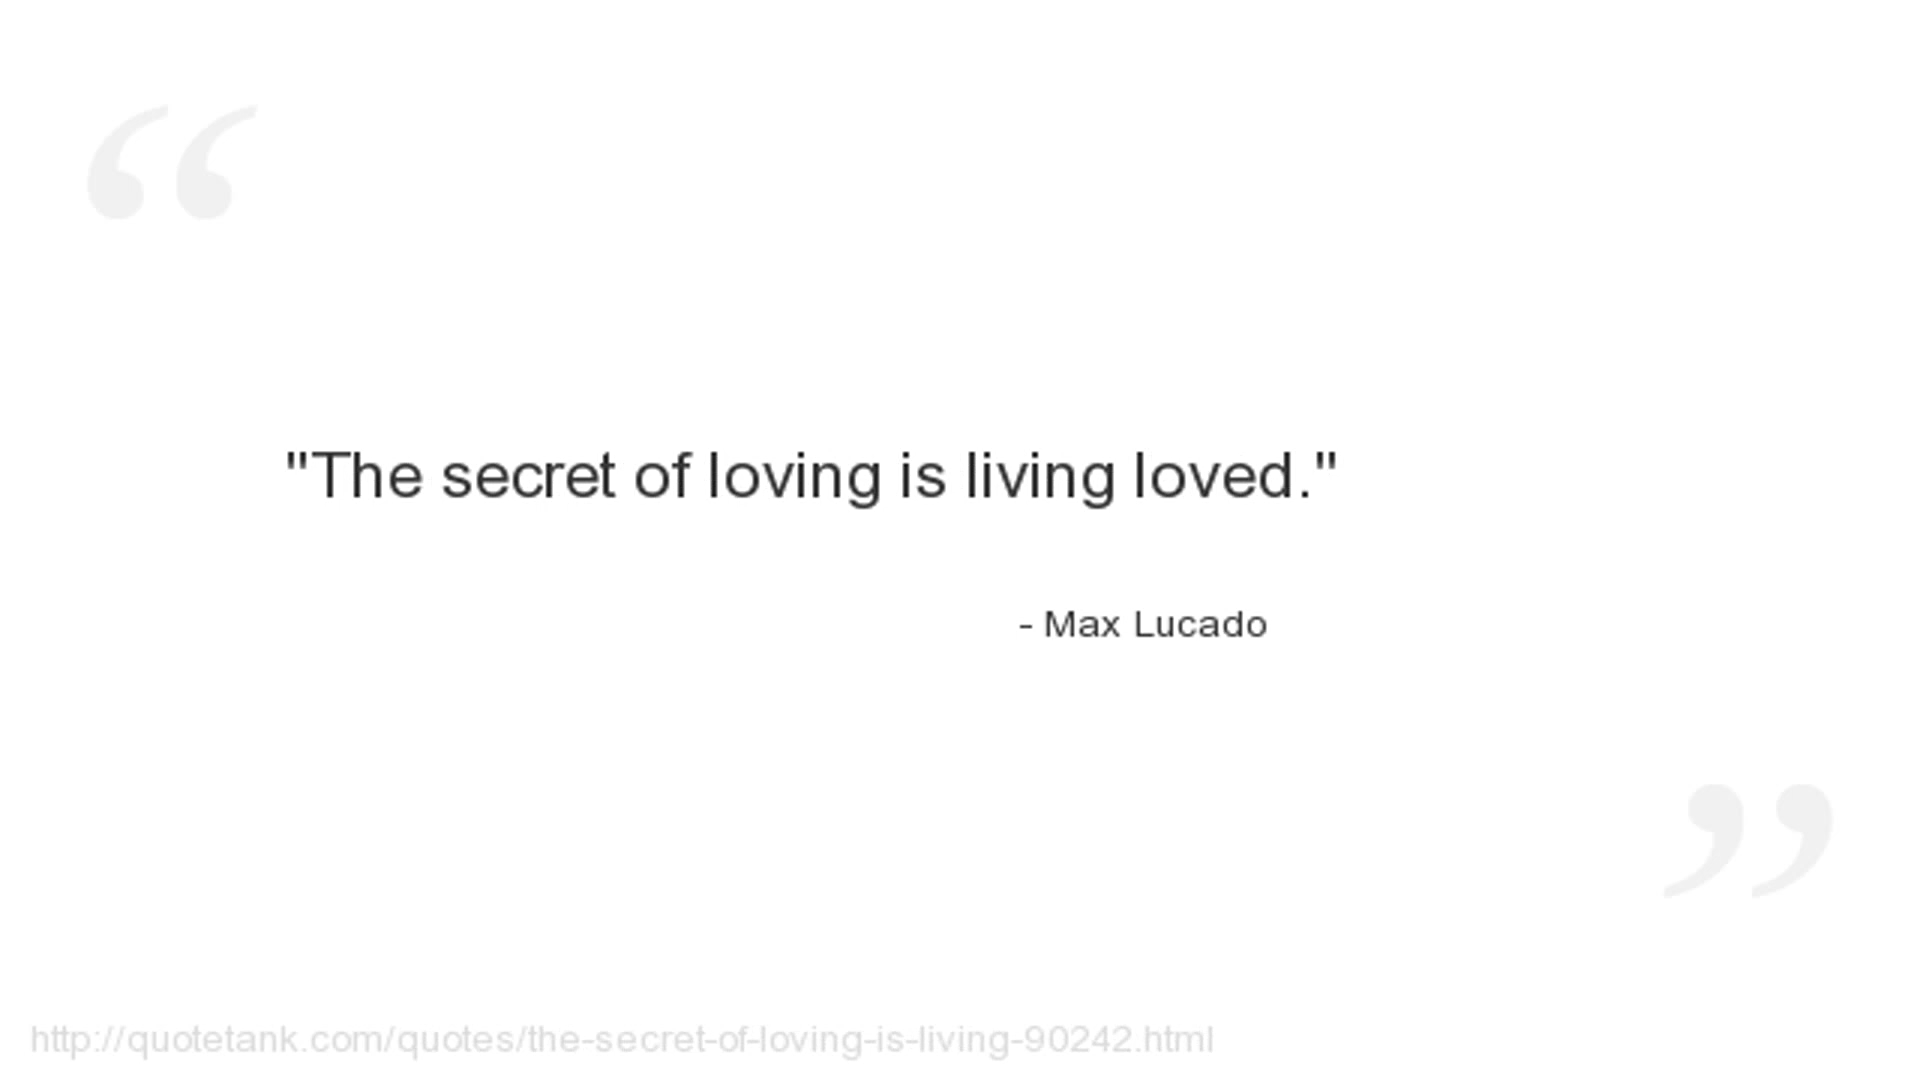 "The secret of loving is living loved."
- Max Lucado
http://quotetank.com/quotes/the-secret-of-loving-is-living-90242.html